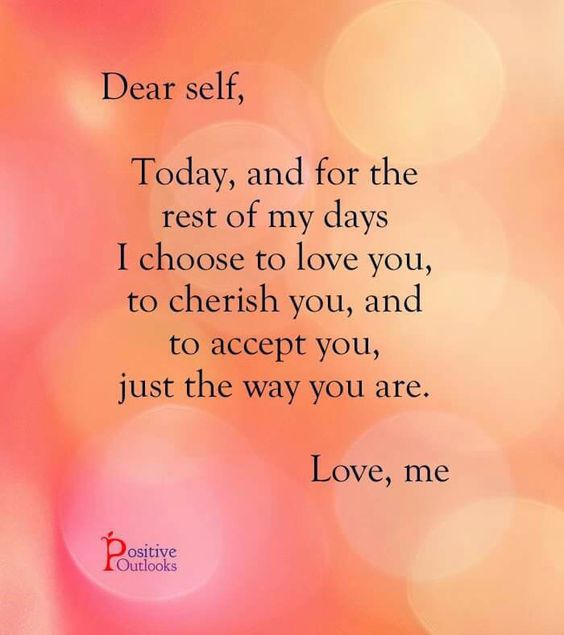 Dear self,
Today, and for the
rest of my days
I choose to love you,
to cherish you, and
to accept you,
just the way you are.
Love, me
Positive
Outlooks